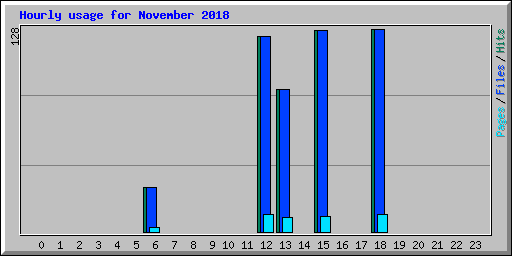 Hourly usage for November 2018
128
Pages/Files/Hits
0 1 2 3 4 5 6 7 8 9 10 11 12 13 14 15 16 17 18 19 20 21 22 23